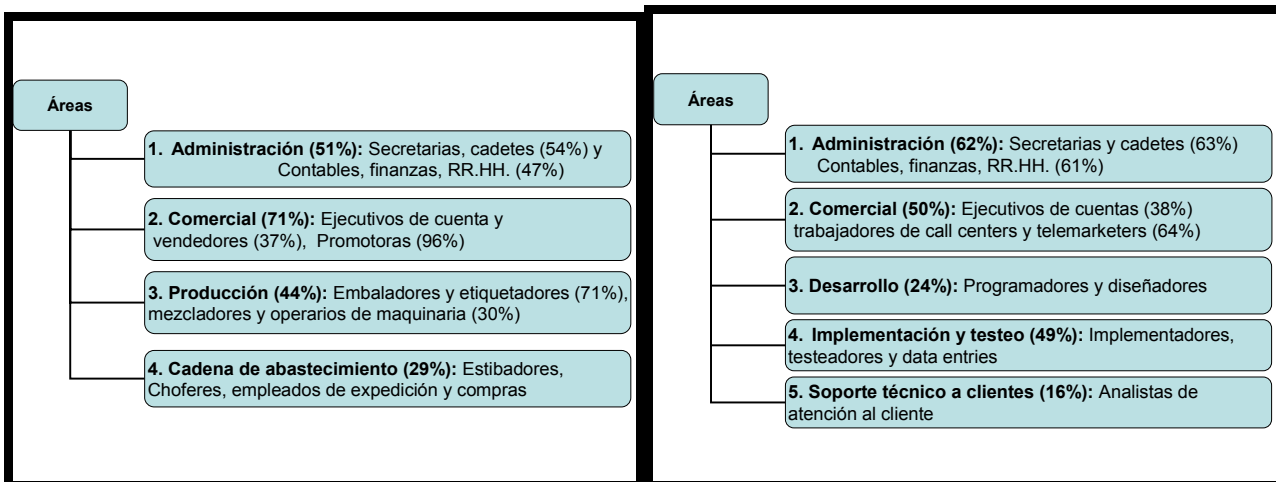 Áreas
1. Administración (51%): Secretarias, cadetes (54%) y
Contables, finanzas, RR.HH. (47%)
2. Comercial (71%): Ejecutivos de cuenta y
vendedores (37%), Promotoras (96%)
3. Producción (44%): Embaladores y etiquetadores (71%),
mezcladores y operarios de maquinaria (30%)
4. Cadena de abastecimiento (29%): Estibadores,
Choferes, empleados de expedición y compras
Áreas
1. Administración (62%): Secretarias y cadetes (63%)
Contables, finanzas, RR.HH. (61%)
2. Comercial (50%): Ejecutivos de cuentas (38%)
trabajadores de call centers y telemarketers (64%)
3. Desarrollo (24%): Programadores y diseñadores
4. Implementación y testeo (49%): Implementadores,
testeadores y data entries
5. Soporte técnico a clientes (16%): Analistas de
atención al cliente